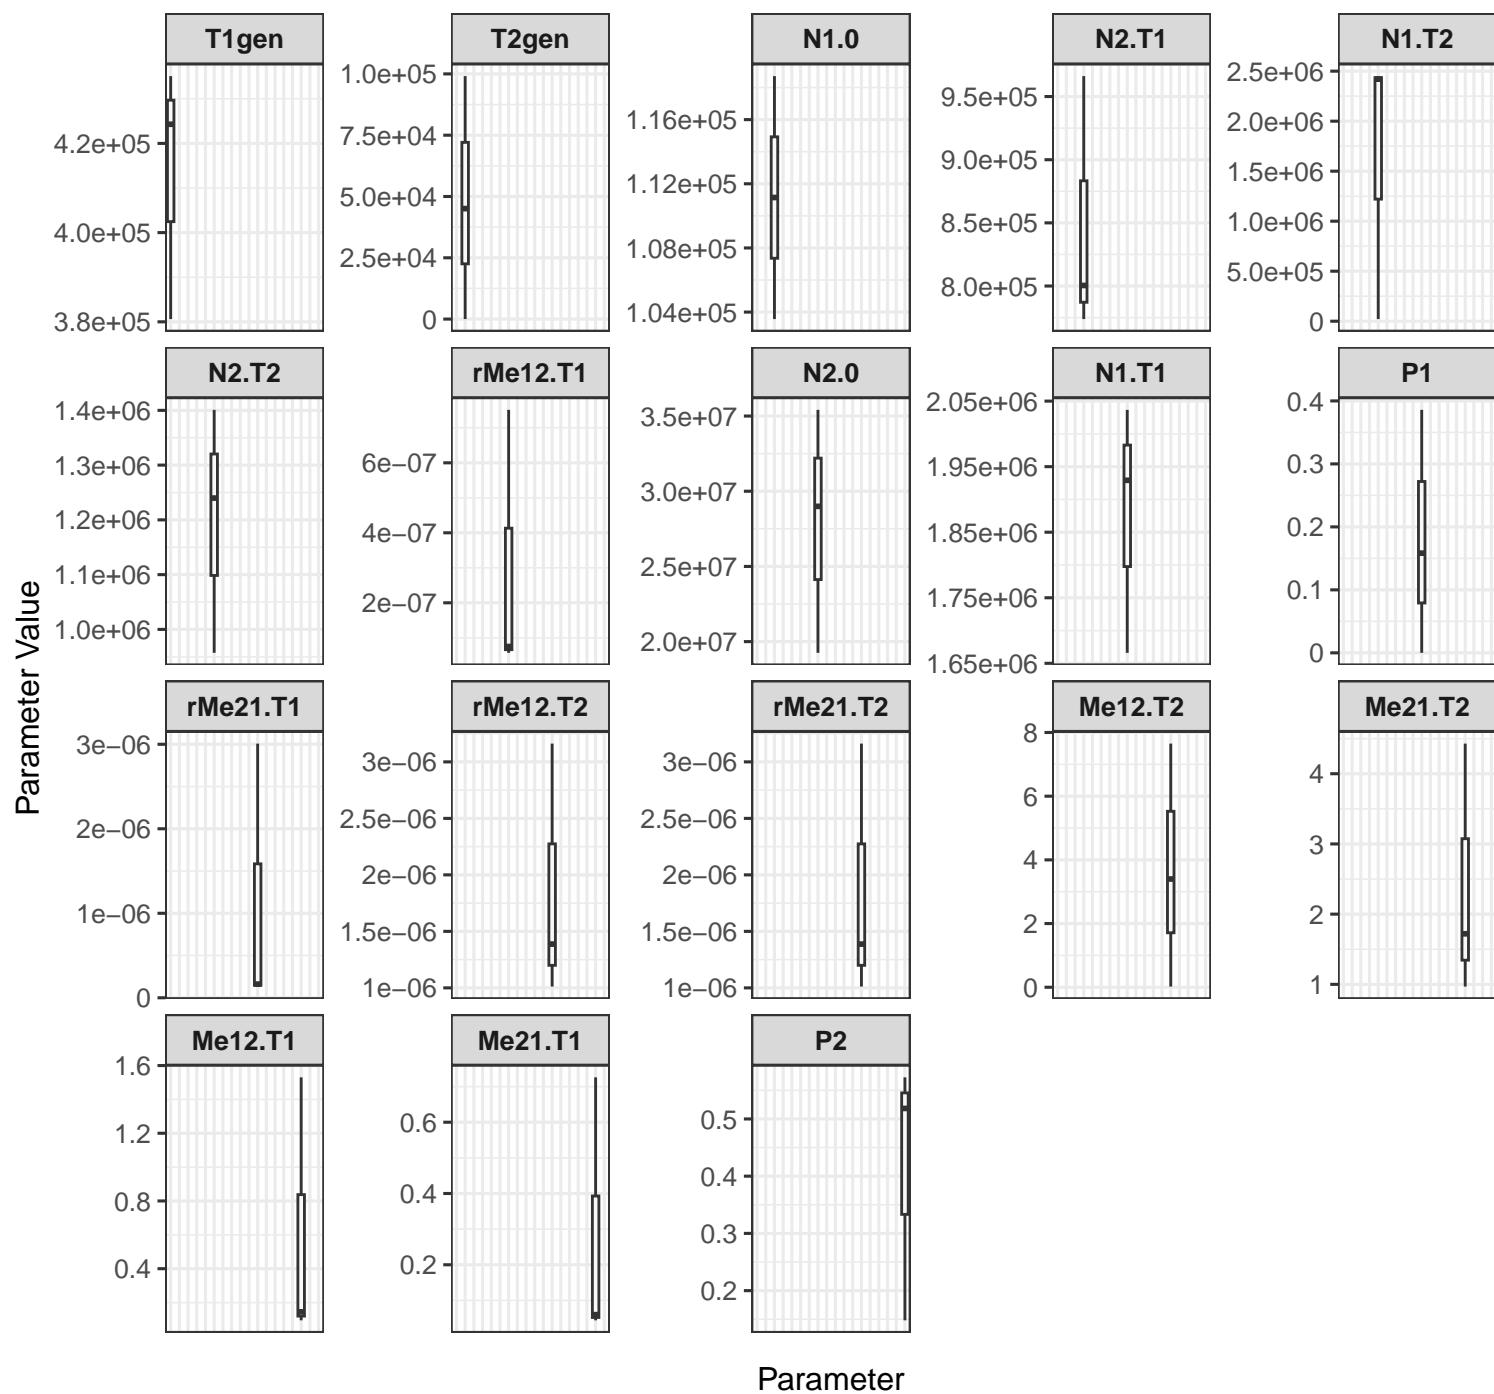 T1gen T2gen N1.0 N2.T1 N1.T2
4.2e+05
4.0e+05
3.8e+05
1.0e+05
7.5e+04
5.0e+04
2.5e+04
0
1.16e+05
1.12e+05
1.08e+05
1.04e+05
9.5e+05
9.0e+05
8.5e+05
8.0e+05
2.5e+06
2.0e+06
1.5e+06
1.0e+06
5.0e+05
0
N2.T2 rMe12.T1 N2.0 N1.T1 P1
1.4e+06
1.3e+06
1.2e+06
1.1e+06
1.0e+06
6e−07
4e−07
2e−07
3.5e+07
3.0e+07
2.5e+07
2.0e+07
2.05e+06
1.95e+06
1.85e+06
1.75e+06
1.65e+06
0.4
0.3
0.2
0.1
0
rMe21.T1 rMe12.T2 rMe21.T2 Me12.T2 Me21.T2
3e−06
2e−06
1e−06
0
3e−06
2.5e−06
2e−06
1.5e−06
1e−06
3e−06
2.5e−06
2e−06
1.5e−06
1e−06
8
6
4
2
0
4
3
2
1
Me12.T1 Me21.T1 P2
1.6
1.2
0.8
0.4
0.6
0.4
0.2
0.5
0.4
0.3
0.2
Parameter Value
Parameter